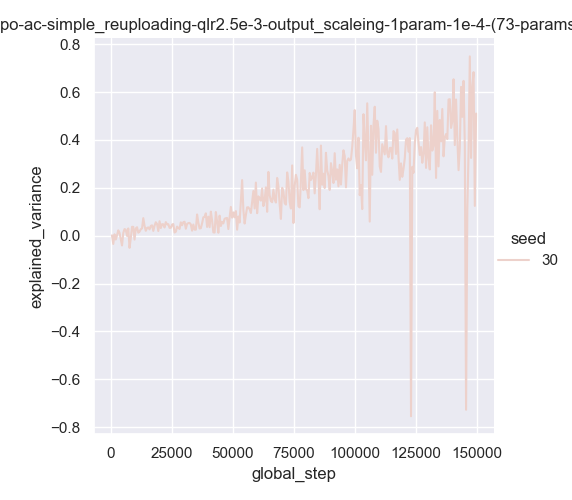 po-ac-simple_reuploading-qlr2.5e-3-output_scaleing-1param-1e-4-(73-params
0.8
0.6
0.4
0.2
0.0
−0.2
−0.4
−0.6
−0.8
explained_variance
0 25000 50000 75000 100000 125000 150000
global_step
seed
30